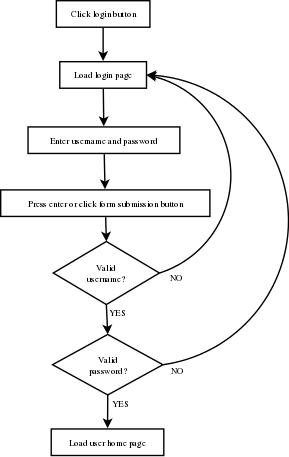 Click login button
Load login page
Enter username and password
Press enter or click form submission button
Valid
username?
NO
YES
Valid
password?
NO
YES
Load user home page